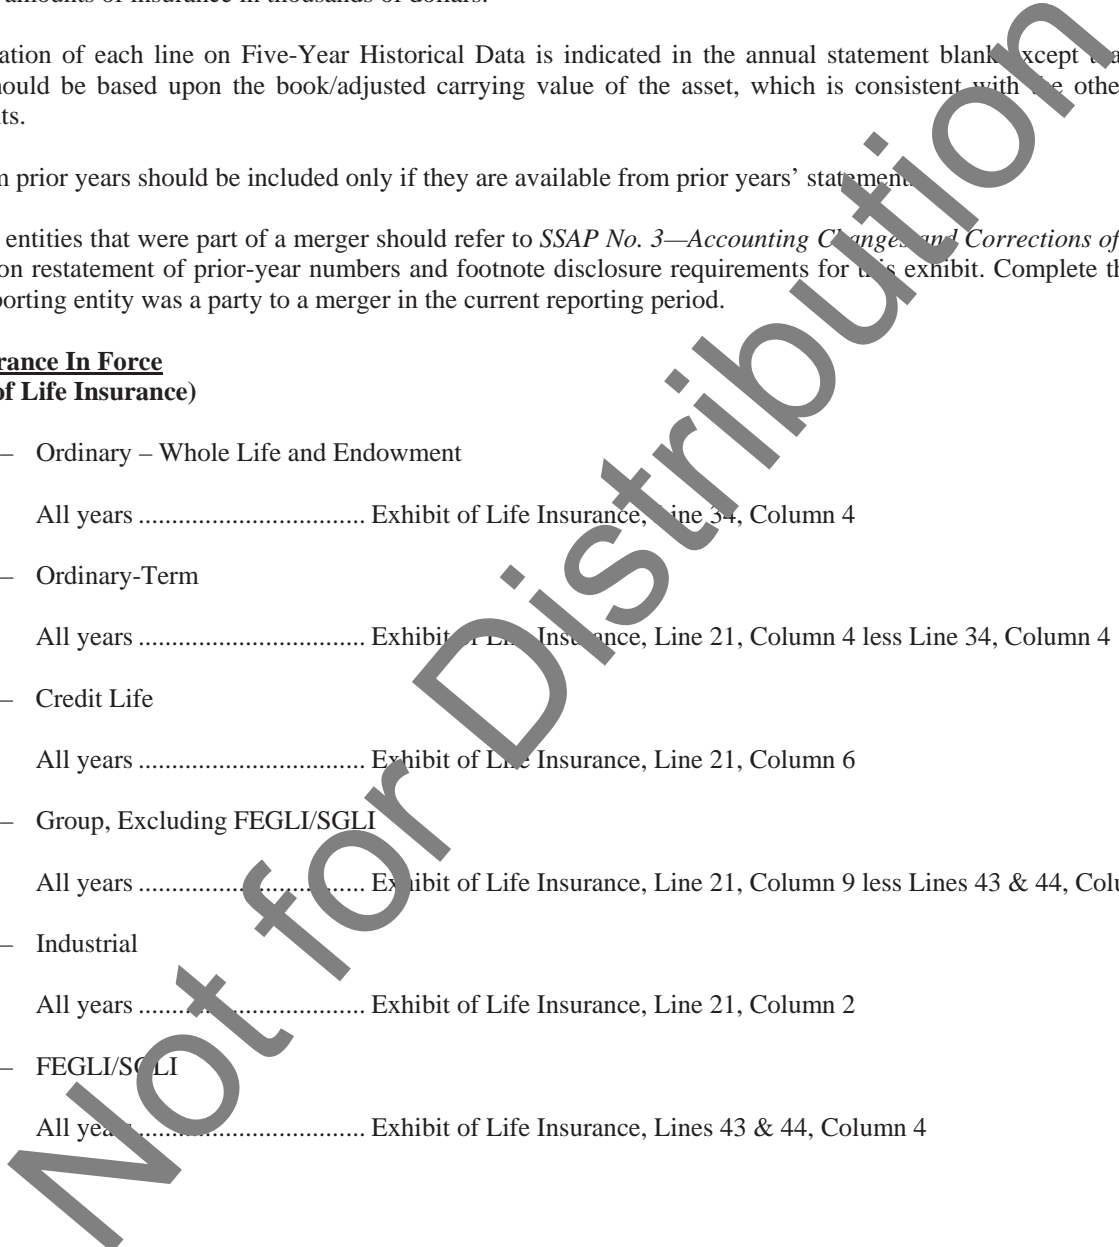 amounts of insurance in thousands of dollars.
ation of each line on Five-Year Historical Data is indicated in the annual statement blank except
ould be based upon the book/adjusted carrying value of the asset, which is consistent with the othe
ts.
prior years should be included only if they are available from prior years’ statements
entities that were part of a merger should refer to SSAP No. 3—Accounting Changes and Corrections of
on restatement of prior-year numbers and footnote disclosure requirements for this exhibit. Complete th
porting entity was a party to a merger in the current reporting period.
rance In Force
of Life Insurance)
– Ordinary – Whole Life and Endowment
All years .................................. Exhibit of Life Insurance, Line 34, Column 4
– Ordinary-Term
All years .................................. Exhibit of Life Insurance, Line 21, Column 4 less Line 34, Column 4
– Credit Life
All years .................................. Exhibit of Life Insurance, Line 21, Column 6
– Group, Excluding FEGLI/SGLI
All years .................................. Exhibit of Life Insurance, Line 21, Column 9 less Lines 43 & 44, Colu
– Industrial
All years .................................. Exhibit of Life Insurance, Line 21, Column 2
– FEGLI/SGLI
All years .................................. Exhibit of Life Insurance, Lines 43 & 44, Column 4
Not for Distribution